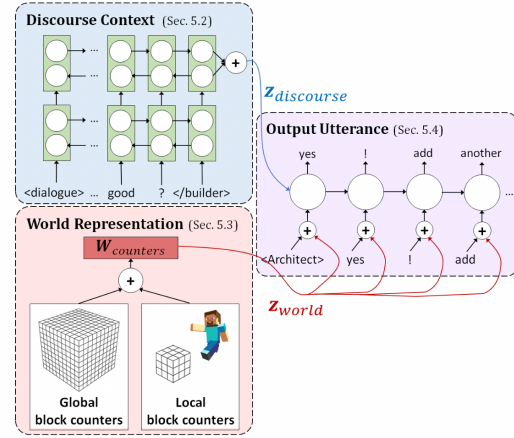 Discourse Context (Sec. 5.2)
+
z_discourse
<dialogue> ... good ? </builder>
Output Utterance (Sec. 5.4)
yes ! add another
...
+ + + +
<Architect> yes ! add
World Representation (Sec. 5.3)
W_counters
+
z_world
Global block counters
Local block counters